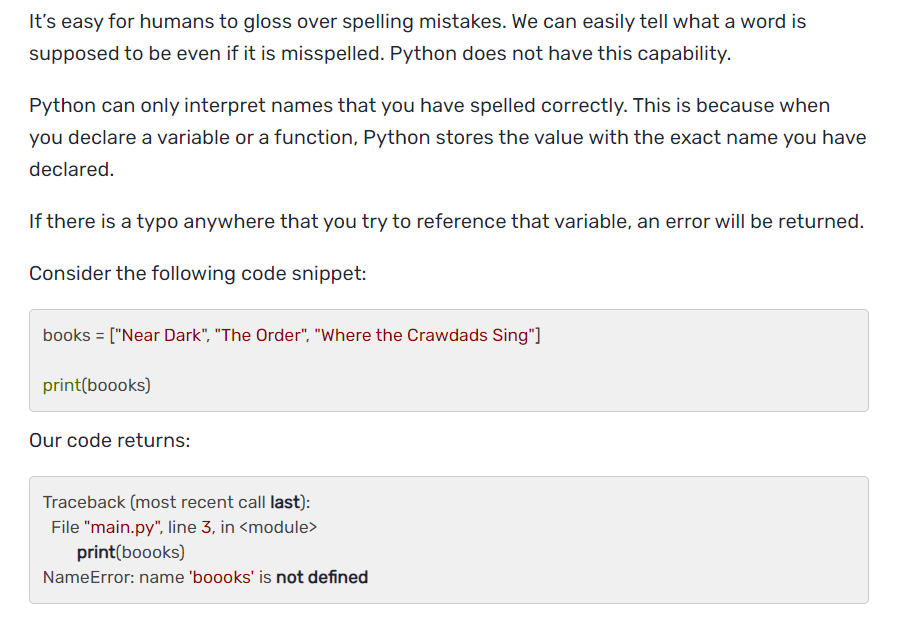 It’s easy for humans to gloss over spelling mistakes. We can easily tell what a word is
supposed to be even if it is misspelled. Python does not have this capability.
Python can only interpret names that you have spelled correctly. This is because when
you declare a variable or a function, Python stores the value with the exact name you have
declared.
If there is a typo anywhere that you try to reference that variable, an error will be returned.
Consider the following code snippet:
books = ["Near Dark", "The Order", "Where the Crawdads Sing"]
print(boooks)
Our code returns:
Traceback (most recent call last):
File "main.py", line 3, in <module>
print(boooks)
NameError: name 'boooks' is not defined